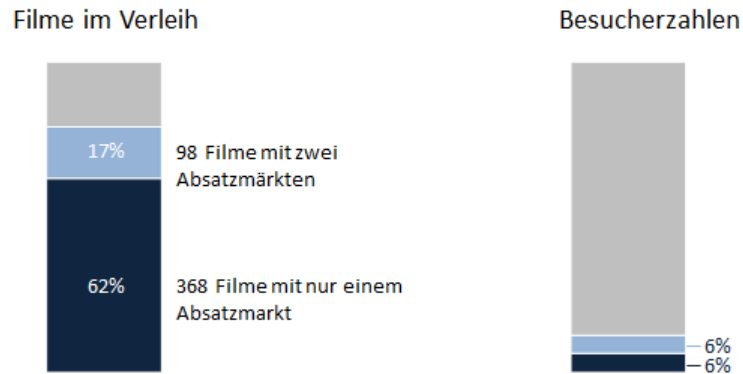 Filme im Verleih
Besucherzahlen
17%
98 Filme mit zwei
Absatzmärkten
62%
368 Filme mit nur einem
Absatzmarkt
6%
6%